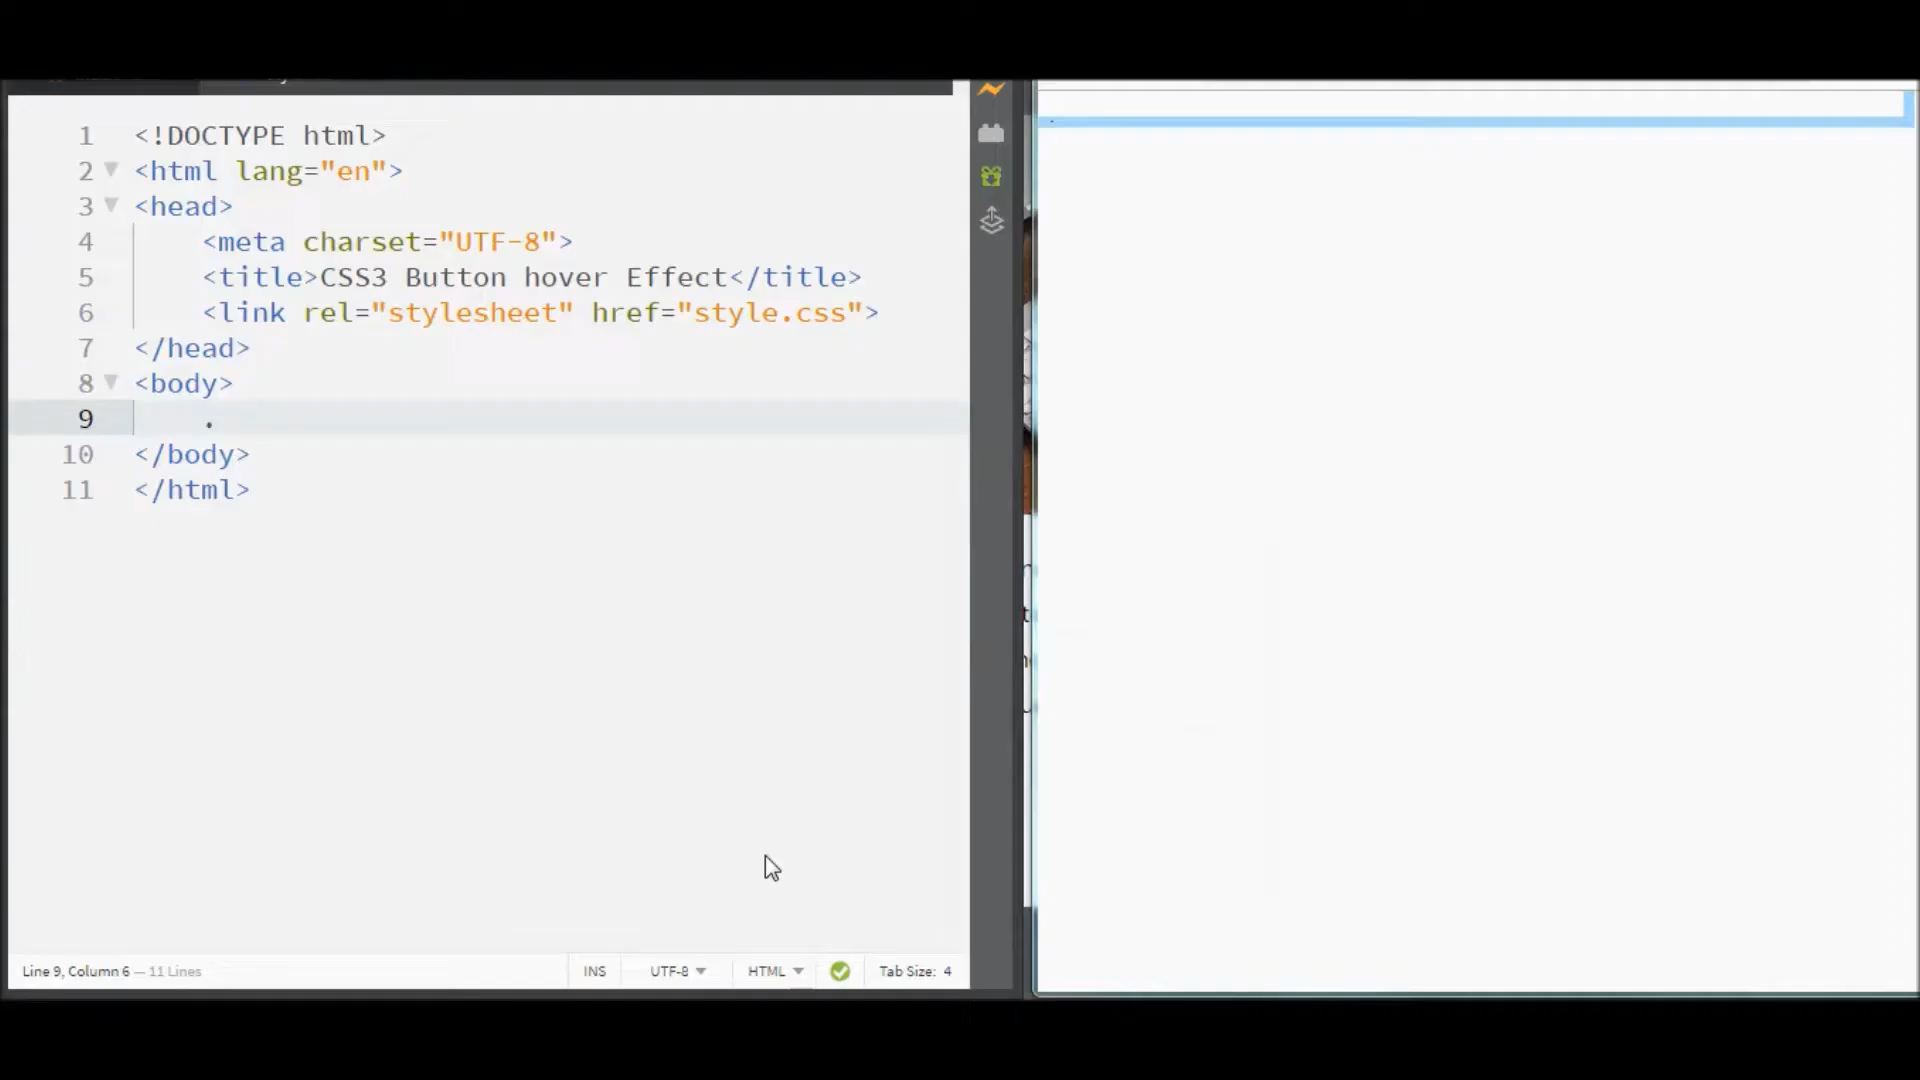 1 <!DOCTYPE html>
2 <html lang="en">
3 <head>
4 <meta charset="UTF-8">
5 <title>CSS3 Button hover Effect</title>
6 <link rel="stylesheet" href="style.css">
7 </head>
8 <body>
9 .
10 </body>
11 </html>
Line 9, Column 6 — 11 Lines
INS
UTF-8
HTML
Tab Size: 4